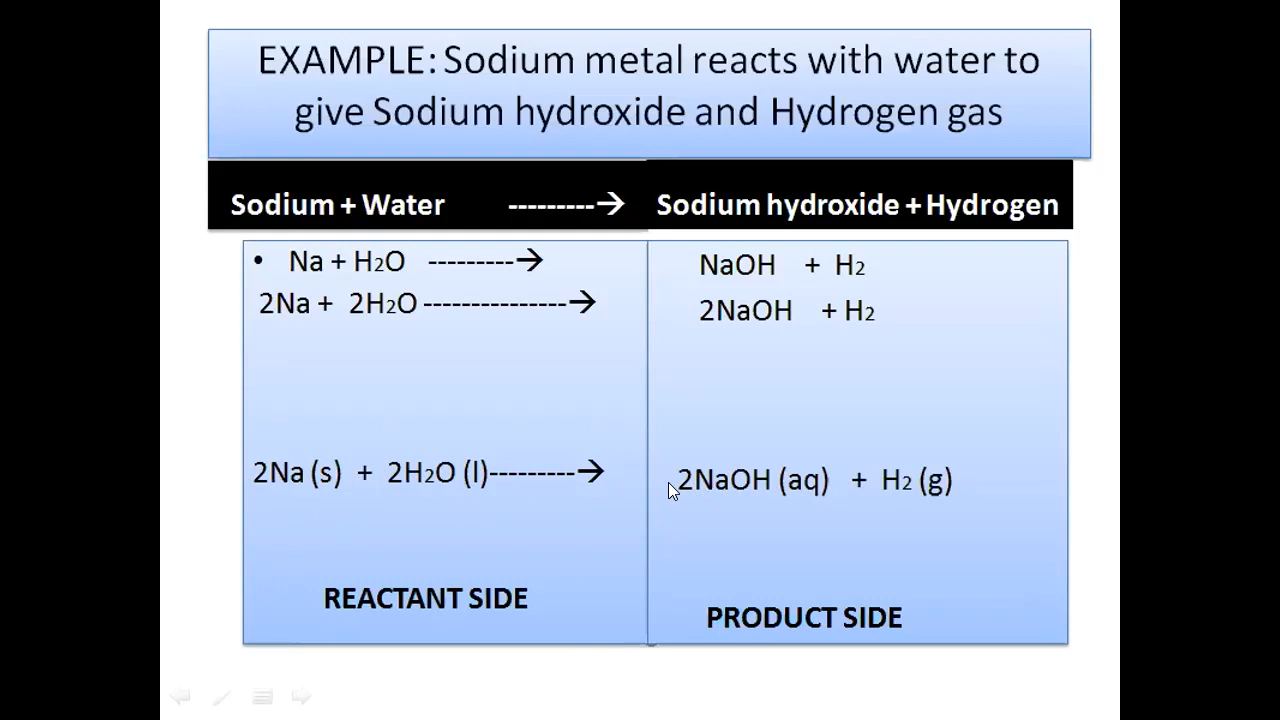 EXAMPLE: Sodium metal reacts with water to
give Sodium hydroxide and Hydrogen gas
Sodium + Water ---------→ Sodium hydroxide + Hydrogen
• Na + H2O ---------→ NaOH + H2
2Na + 2H2O ---------------→ 2NaOH + H2
2Na (s) + 2H2O (l)---------→ 2NaOH (aq) + H2 (g)
REACTANT SIDE
PRODUCT SIDE